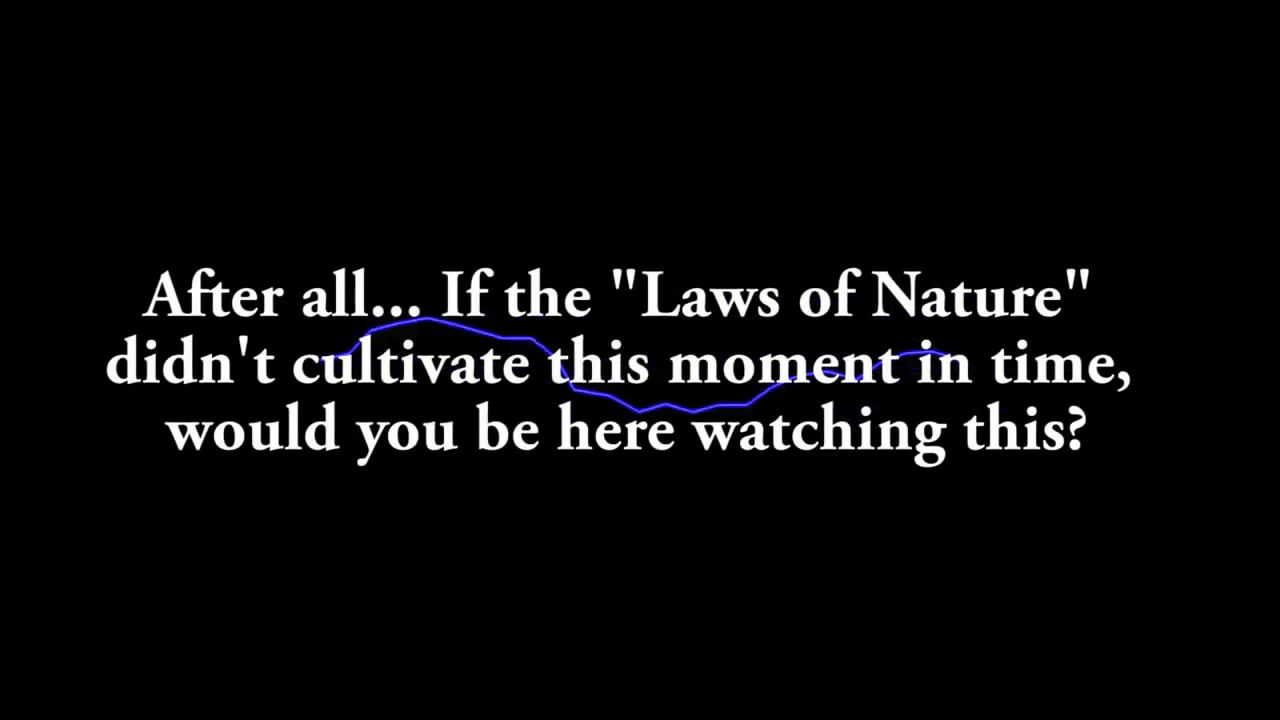 After all... If the "Laws of Nature"
didn't cultivate this moment in time,
would you be here watching this?